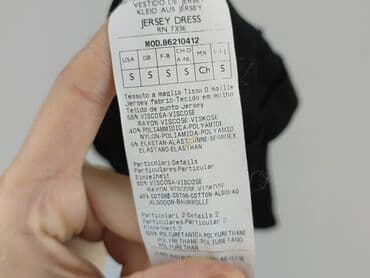 VESTIDO DE JERSEY
KLEID AUS JERSEY
JERSEY DRESS
RN 73136
MOD.86210412
USA GB F-B CH-D A-NL MX I-J
S S S S Ch S
Tessuto a maglia-Tissu à maille
Jersey fabric-Tecido em malha
Tejido de punto Jersey
55% VISCOSA-VISCOSE
RAYON VISCOSE-VISKOSE
40% POLIAMMIDICA-POLYAMIDE
NYLON-POLIAMIDA-POLYAMID
5% ELASTAN-ELASTHANNE-SPANDEX
ELASTANO-ELASTHAN
Particolari-Details
Particulares-Particular
Einzelheit
60% VISCOSA-VISCOSE
RAYON VISCOSE-VISKOSE
40% COTONE-COTON-COTTON-ALGODAO
ALGODON-BAUMWOLLE
Particolari 2-Details 2
Particulares-Particular 2
Einzelheit 2
100% POLIURETANICA-POLYURETHANE
POLYURETHANE-POLIURETANO
POLYURETHAN